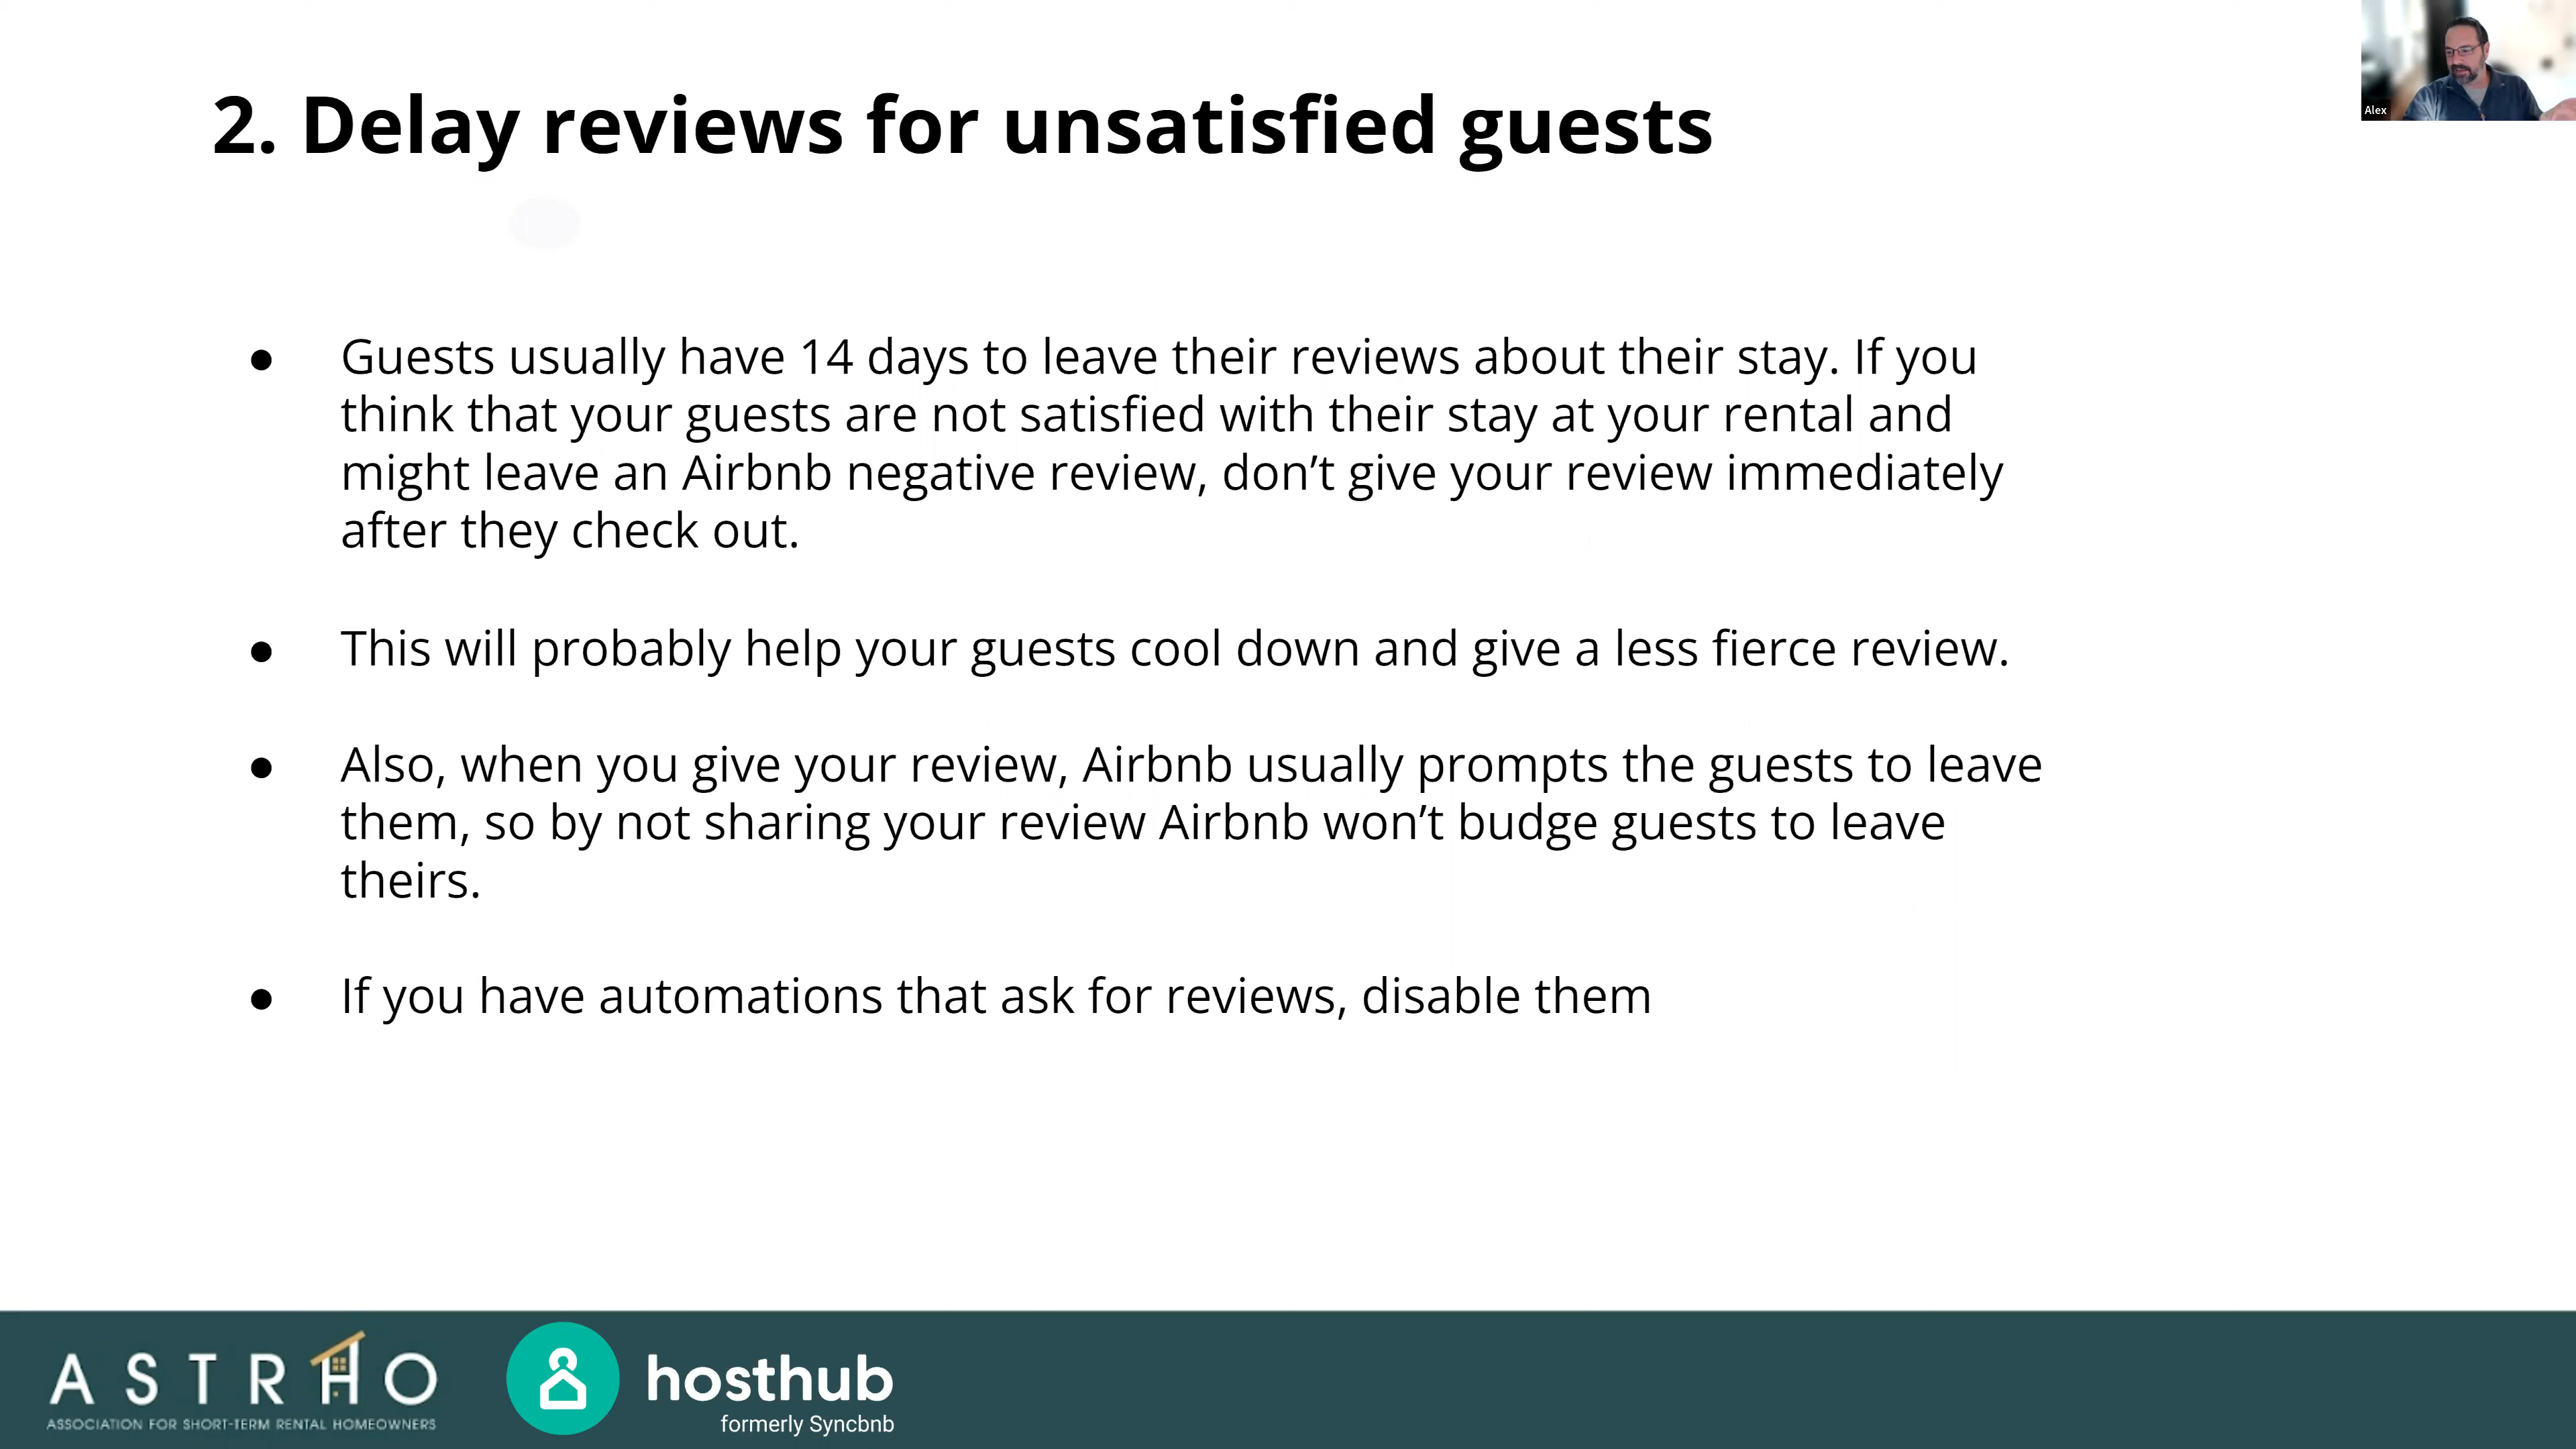 Alex
2. Delay reviews for unsatisfied guests
● Guests usually have 14 days to leave their reviews about their stay. If you
think that your guests are not satisfied with their stay at your rental and
might leave an Airbnb negative review, don’t give your review immediately
after they check out.
● This will probably help your guests cool down and give a less fierce review.
● Also, when you give your review, Airbnb usually prompts the guests to leave
them, so by not sharing your review Airbnb won’t budge guests to leave
theirs.
● If you have automations that ask for reviews, disable them
ASTRHO
ASSOCIATION FOR SHORT-TERM RENTAL HOMEOWNERS
hosthub
formerly Syncbnb